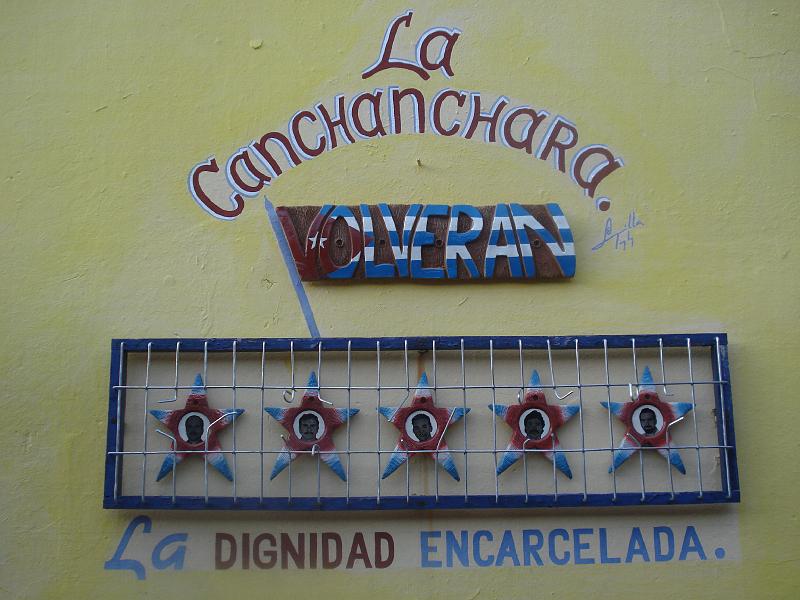 La
CANCHANCHARA.
VOLVERAN
La DIGNIDAD ENCARCELADA.